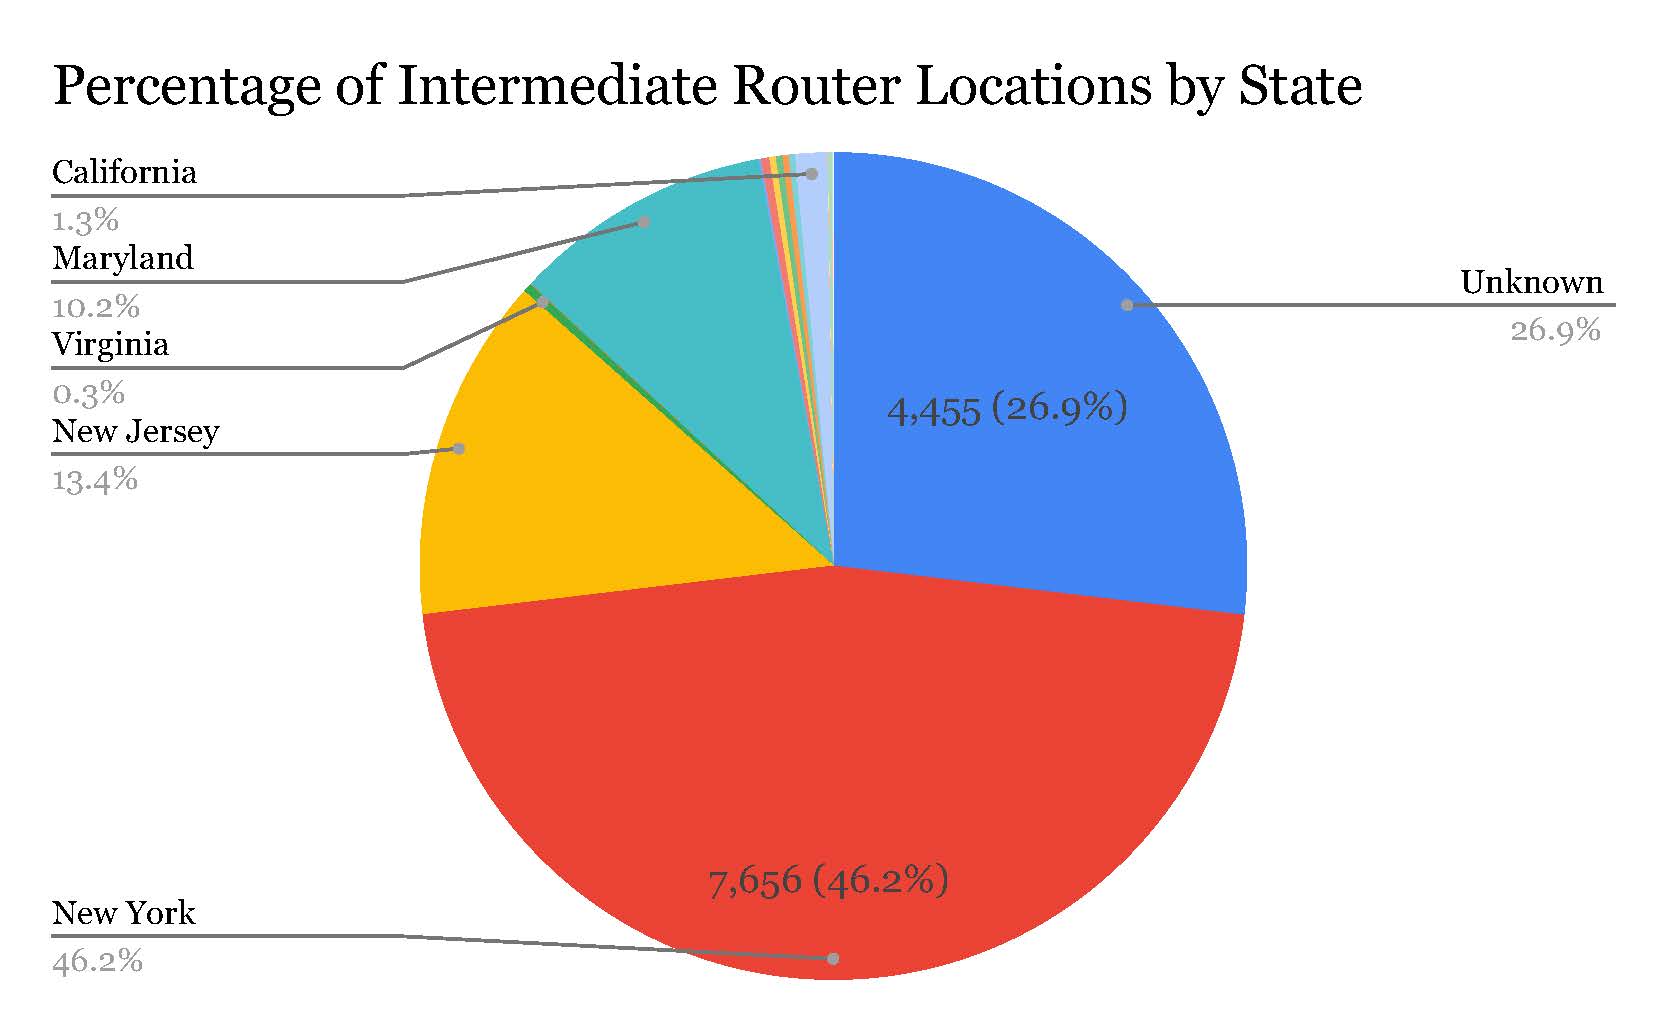 Percentage of Intermediate Router Locations by State
California
1.3%
Maryland
10.2%
Virginia
0.3%
New Jersey
13.4%
Unknown
26.9%
4,455 (26.9%)
7,656 (46.2%)
New York
46.2%